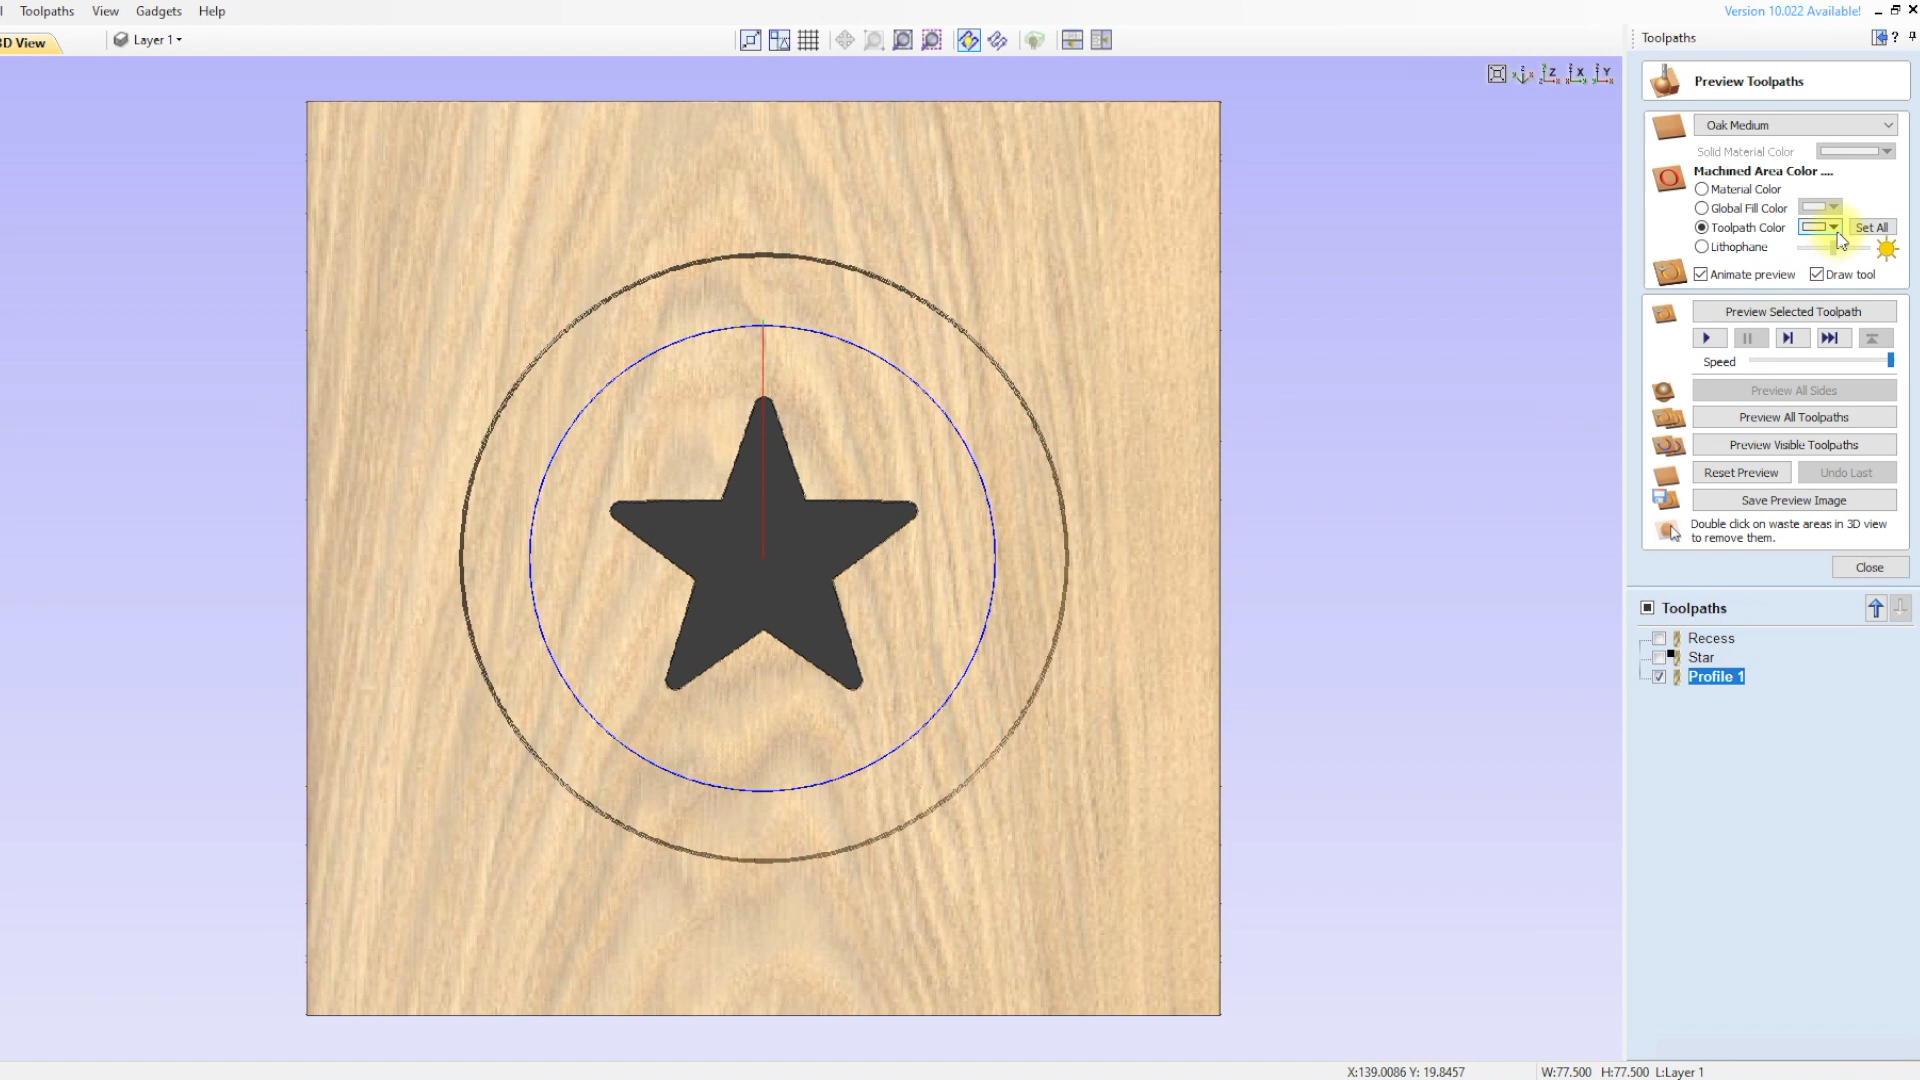 Toolpaths View Gadgets Help
Version 10.022 Available!
3D View
Layer 1
Toolpaths
?
Z X Y
Preview Toolpaths
Oak Medium
Solid Material Color
Machined Area Color ....
Material Color
Global Fill Color
Toolpath Color
Set All
Lithophane
Animate preview
Draw tool
Preview Selected Toolpath
Speed
Preview All Sides
Preview All Toolpaths
Preview Visible Toolpaths
Reset Preview
Undo Last
Save Preview Image
Double click on waste areas in 3D view
to remove them.
Close
Toolpaths
Recess
Star
Profile 1
X:139.0086 Y: 19.8457
W:77.500 H:77.500 L:Layer 1